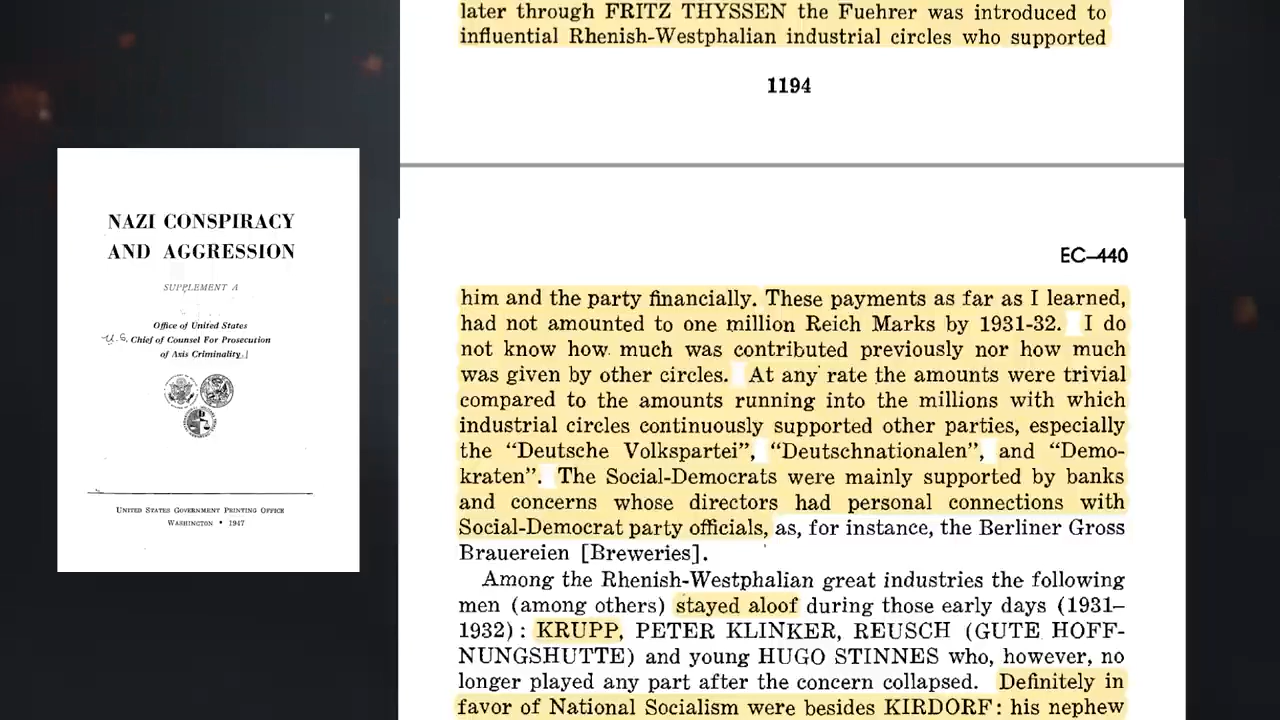 NAZI CONSPIRACY
AND AGGRESSION
SUPPLEMENT A
Office of United States
U.S. Chief of Counsel For Prosecution
of Axis Criminality
UNITED STATES GOVERNMENT PRINTING OFFICE
WASHINGTON • 1947
later through FRITZ THYSSEN the Fuehrer was introduced to
influential Rhenish-Westphalian industrial circles who supported
1194
EC—440
him and the party financially. These payments as far as I learned,
had not amounted to one million Reich Marks by 1931-32. I do
not know how much was contributed previously nor how much
was given by other circles. At any rate the amounts were trivial
compared to the amounts running into the millions with which
industrial circles continuously supported other parties, especially
the “Deutsche Volkspartei”, “Deutschnationalen”, and “Demo-
kraten”. The Social-Democrats were mainly supported by banks
and concerns whose directors had personal connections with
Social-Democrat party officials, as, for instance, the Berliner Gross
Brauereien [Breweries].
Among the Rhenish-Westphalian great industries the following
men (among others) stayed aloof during those early days (1931–
1932): KRUPP, PETER KLINKER, REUSCH (GUTE HOFF-
NUNGSHUTTE) and young HUGO STINNES who, however, no
longer played any part after the concern collapsed. Definitely in
favor of National Socialism were besides KIRDORF: his nephew